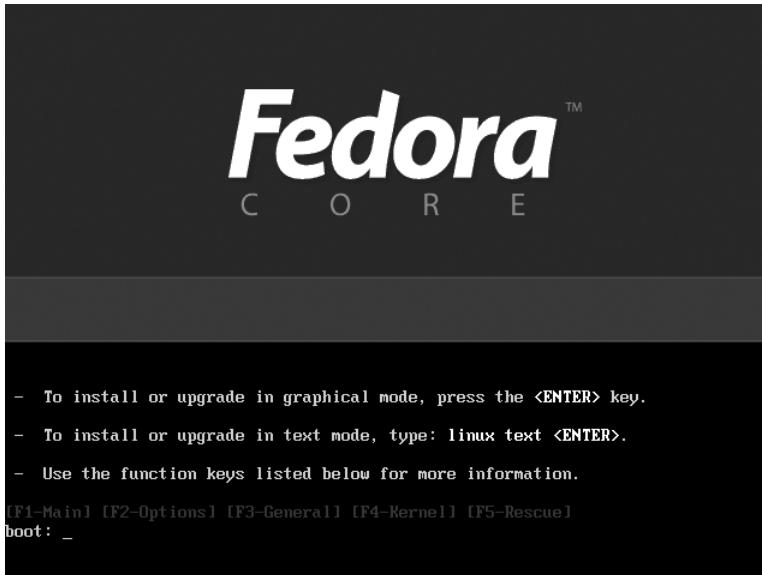 Fedora™
CORE
- To install or upgrade in graphical mode, press the <ENTER> key.
- To install or upgrade in text mode, type: linux text <ENTER>.
- Use the function keys listed below for more information.
[F1-Main] [F2-Options] [F3-General] [F4-Kernel] [F5-Rescue]
boot: _